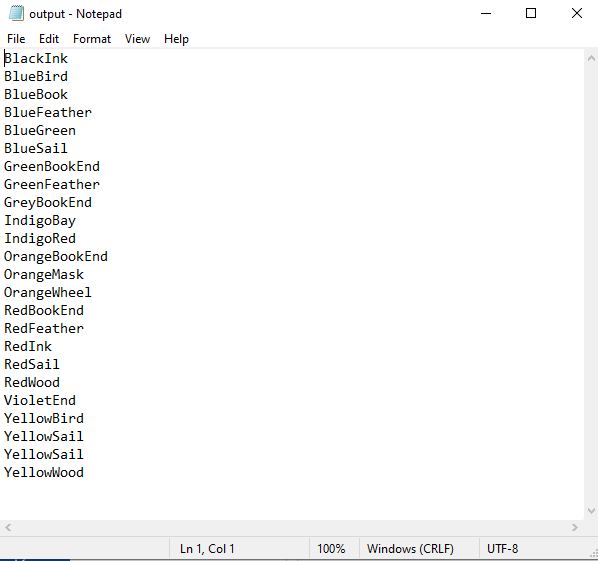 output - Notepad
File Edit Format View Help
BlackInk
BlueBird
BlueBook
BlueFeather
BlueGreen
BlueSail
GreenBookEnd
GreenFeather
GreyBookEnd
IndigoBay
IndigoRed
OrangeBookEnd
OrangeMask
OrangeWheel
RedBookEnd
RedFeather
RedInk
RedSail
RedWood
VioletEnd
YellowBird
YellowSail
YellowSail
YellowWood
Ln 1, Col 1 100% Windows (CRLF) UTF-8